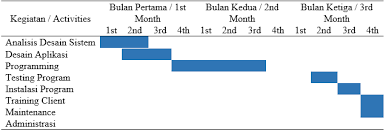 Kegiatan / Activities
Bulan Pertama / 1st Month
Bulan Kedua / 2nd Month
Bulan Ketiga / 3rd Month
1st 2nd 3rd 4th 1st 2nd 3rd 4th 1st 2nd 3rd 4th
Analisis Desain Sistem
Desain Aplikasi
Programming
Testing Program
Instalasi Program
Training Client
Maintenance
Administrasi